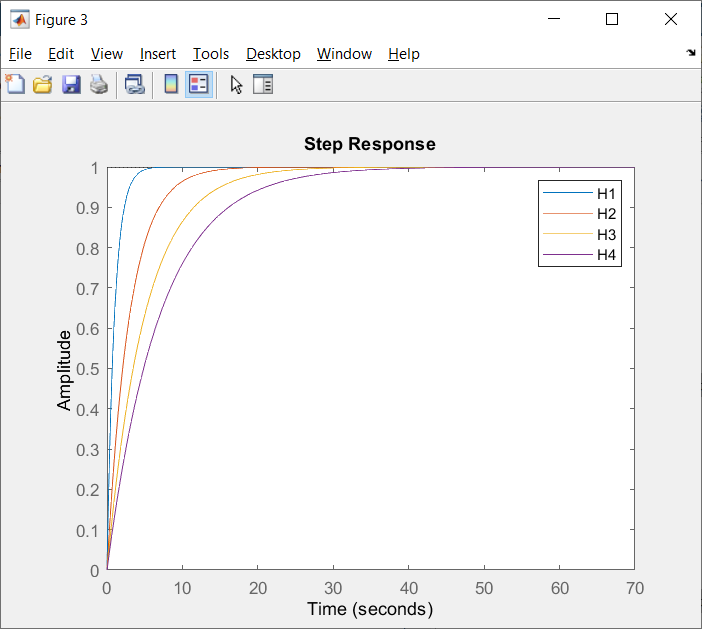 Figure 3
File Edit View Insert Tools Desktop Window Help
Step Response
1
0.9
0.8
0.7
0.6
0.5
0.4
0.3
0.2
0.1
0
Amplitude
H1
H2
H3
H4
0 10 20 30 40 50 60 70
Time (seconds)